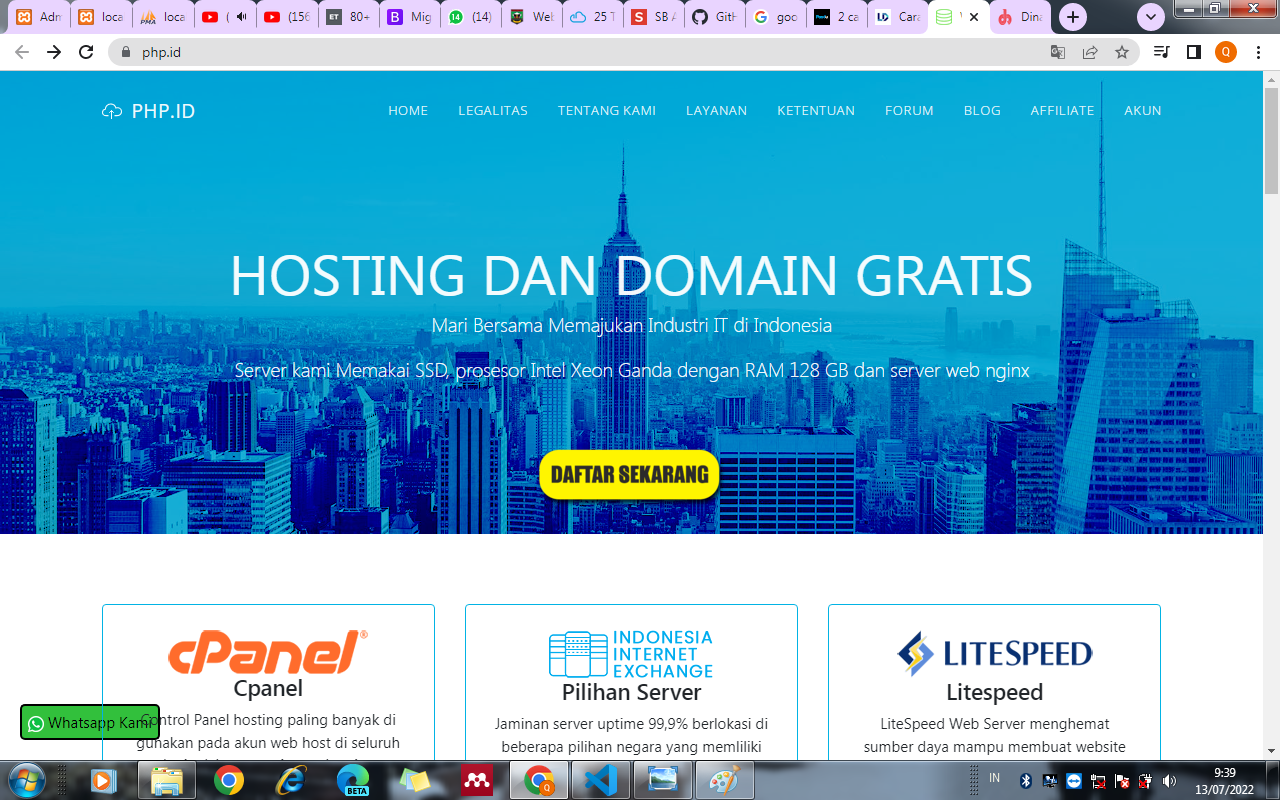 Adm
loca
loca
(
(156
80+
Mig
(14)
Web
25 T
SB A
GitH
goo
2 ca
Cara
Dina
php.id
Q
PHP.ID
HOME LEGALITAS TENTANG KAMI LAYANAN KETENTUAN FORUM BLOG AFFILIATE AKUN
HOSTING DAN DOMAIN GRATIS
Mari Bersama Memajukan Industri IT di Indonesia
Server kami Memakai SSD, prosesor Intel Xeon Ganda dengan RAM 128 GB dan server web nginx
DAFTAR SEKARANG
cPanel
Cpanel
Control Panel hosting paling banyak di
gunakan pada akun web host di seluruh
INDONESIA
INTERNET
EXCHANGE
Pilihan Server
Jaminan server uptime 99,9% berlokasi di
beberapa pilihan negara yang memliliki
LITESPEED
Litespeed
LiteSpeed Web Server menghemat
sumber daya mampu membuat website
Whatsapp Kami
BETA
Q
IN
9:39
13/07/2022